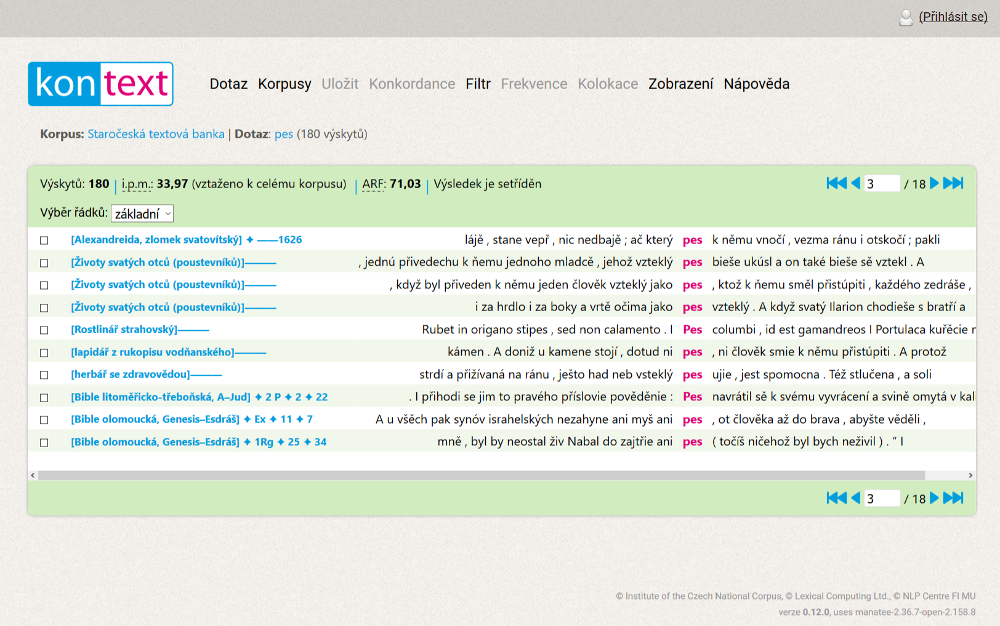 (Přihlásit se)
kontext
Dotaz Korpusy Uložit Konkordance Filtr Frekvence Kolokace Zobrazení Nápověda
Korpus: Staročeská textová banka | Dotaz: pes (180 výskytů)
Výskytů: 180 | i.p.m.: 33,97 (vztaženo k celému korpusu) | ARF: 71,03 | Výsledek je setříděn 3 / 18
Výběr řádků: základní
[Alexandreida, zlomek svatovítský] ✦ ——1626 lájě , stane vepř , nic nedbajě ; ač který pes k němu vnočí , vezma ránu i otskočí ; pakli
[Životy svatých otců (poustevníků)]——— , jednú přivedechu k ňemu jednoho mladcě , jehož vzteklý pes bieše ukúsl a on také bieše sě vztekl . A
[Životy svatých otců (poustevníků)]——— , když byl přiveden k němu jeden člověk vzteklý jako pes , ktož k ňemu směl přistúpiti , každého zedráše ,
[Životy svatých otců (poustevníků)]——— i za hrdlo i za boky a vrtě očima jako pes vzteklý . A když svatý Ilarion chodieše s bratří a
[Rostlinář strahovský]——— Rubet in origano stipes , sed non calamento . I Pes columbi , id est gamandreos I Portulaca kuřěcie
[lapidář z rukopisu vodňanského]——— kámen . A doniž u kamene stojí , dotud ni pes , ni člověk smie k němu přistúpiti . A protož
[herbář se zdravovědou]——— strdí a přižívaná na ránu , ješto had neb vsteklý pes ujie , jest spomocna . Též stlučena , a soli
[Bible litoměřicko-třeboňská, A–Jud] ✦ 2 P ✦ 2 ✦ 22 . I přihodi se jim to pravého příslovie pověděnie : Pes navrátil sě k svému vyvrácení a svině omytá v kali
[Bible olomoucká, Genesis–Esdráš] ✦ Ex ✦ 11 ✦ 7 A u všěch pak synóv israhelských nezahyne ani myš ani pes , ot člověka až do brava , abyšte věděli ,
[Bible olomoucká, Genesis–Esdráš] ✦ 1Rg ✦ 25 ✦ 34 mně , byl by neostal živ Nabal do zajtřie ani pes ( točíš ničehož byl bych neživil ) . “ I
3 / 18
© Institute of the Czech National Corpus, © Lexical Computing Ltd., © NLP Centre FI MU
verze 0.12.0, uses manatee-2.36.7-open-2.158.8